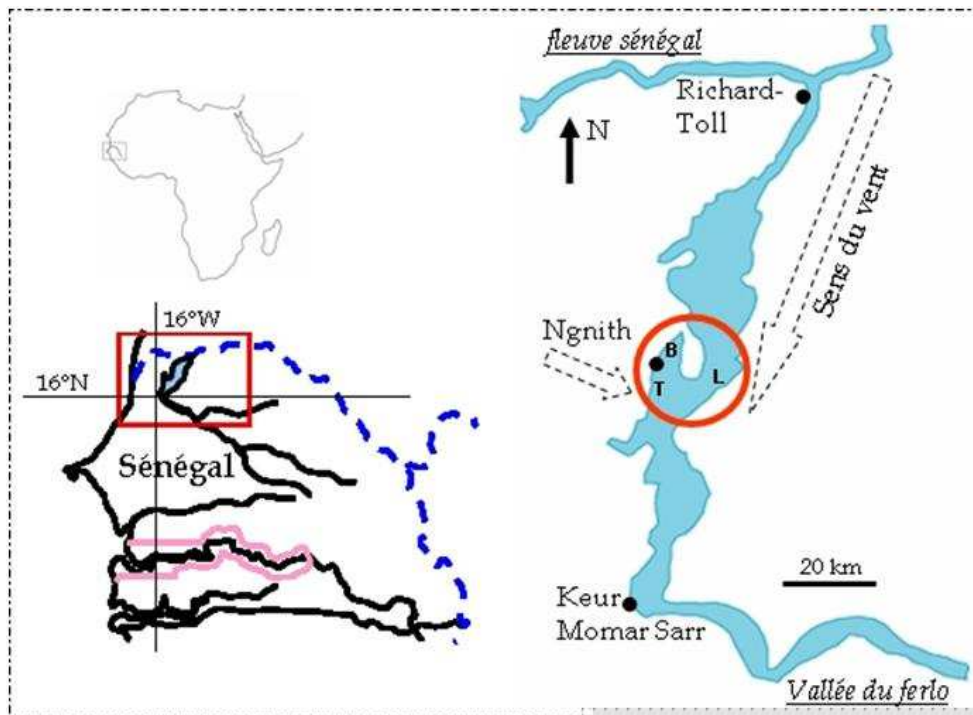 16°W
16°N
Sénégal
fleuve sénégal
Richard-
Toll
N
Sens du vent
Ngnith
B
T
L
20 km
Keur
Momar Sarr
Vallée du ferlo